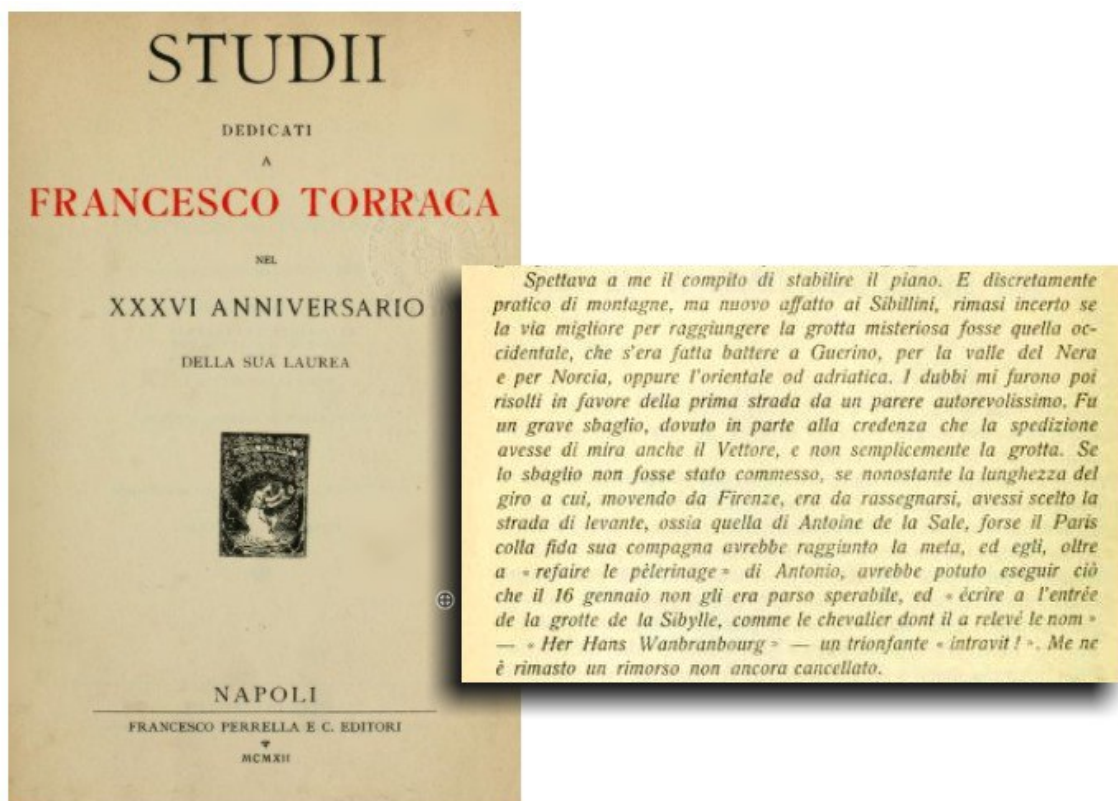 STUDII
DEDICATI
A
FRANCESCO TORRACA
NEL
XXXVI ANNIVERSARIO
DELLA SUA LAUREA
NAPOLI
FRANCESCO PERRELLA E C. EDITORI
MCMXII
Spettava a me il compito di stabilire il piano. E discretamente
pratico di montagne, ma nuovo affatto ai Sibillini, rimasi incerto se
la via migliore per raggiungere la grotta misteriosa fosse quella oc-
cidentale, che s'era fatta battere a Guerino, per la valle del Nera
e per Norcia, oppure l'orientale od adriatica. I dubbi mi furono poi
risolti in favore della prima strada da un parere autorevolissimo. Fu
un grave sbaglio, dovuto in parte alla credenza che la spedizione
avesse di mira anche il Vettore, e non semplicemente la grotta. Se
lo sbaglio non fosse stato commesso, se nonostante la lunghezza del
giro a cui, movendo da Firenze, era da rassegnarsi, avessi scelto la
strada di levante, ossia quella di Antoine de la Sale, forse il Paris
colla fida sua compagna avrebbe raggiunto la meta, ed egli, oltre
a « refaire le pèlerinage » di Antonio, avrebbe potuto eseguir ciò
che il 16 gennaio non gli era parso sperabile, ed « écrire a l'entrée
de la grotte de la Sibylle, comme le chevalier dont il a relevé le nom »
— « Her Hans Wanbranbourg » — un trionfante « intravit ! ». Me ne
è rimasto un rimorso non ancora cancellato.